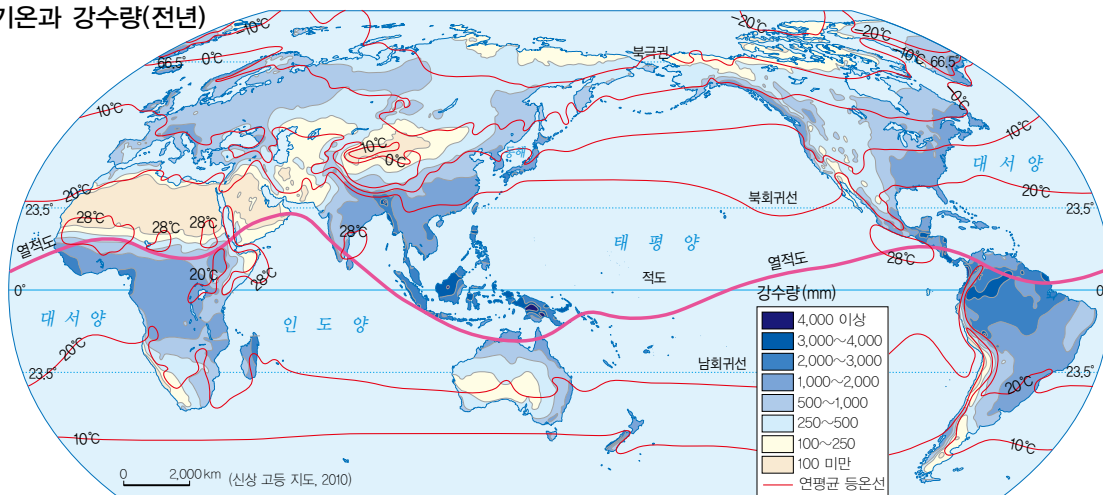 기온과 강수량(전년)
-10℃
-20℃
-20℃
-10℃
북극권
66.5°
0℃
66.5°
0℃
10℃
10℃
10℃
0℃
동해
대서양
20℃
20℃
북회귀선
23.5°
23.5°
28℃
28℃
28℃
28℃
태평양
열적도
열적도
28℃
20℃
28℃
적도
0°
0
강수량(mm)
4,000 이상
3,000~4,000
2,000~3,000
1,000~2,000
500~1,000
250~500
100~250
100 미만
연평균 등온선
대서양
인도양
20℃
남회귀선
23.5°
23.5°
20℃
10℃
10℃
0 2,000km (신상 고등 지도, 2010)